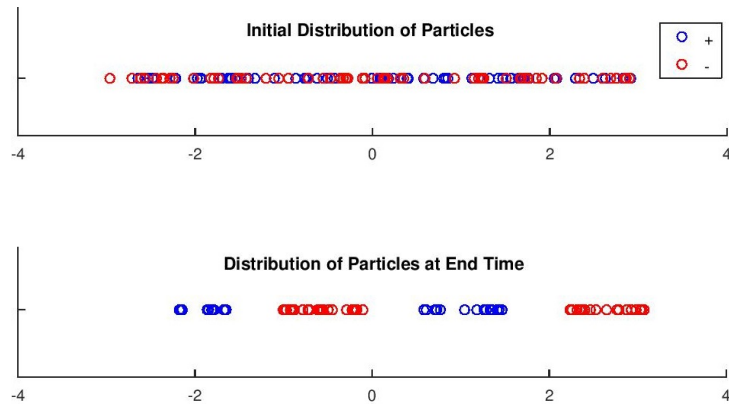 Initial Distribution of Particles
+
-
-4 -2 0 2 4
Distribution of Particles at End Time
-4 -2 0 2 4